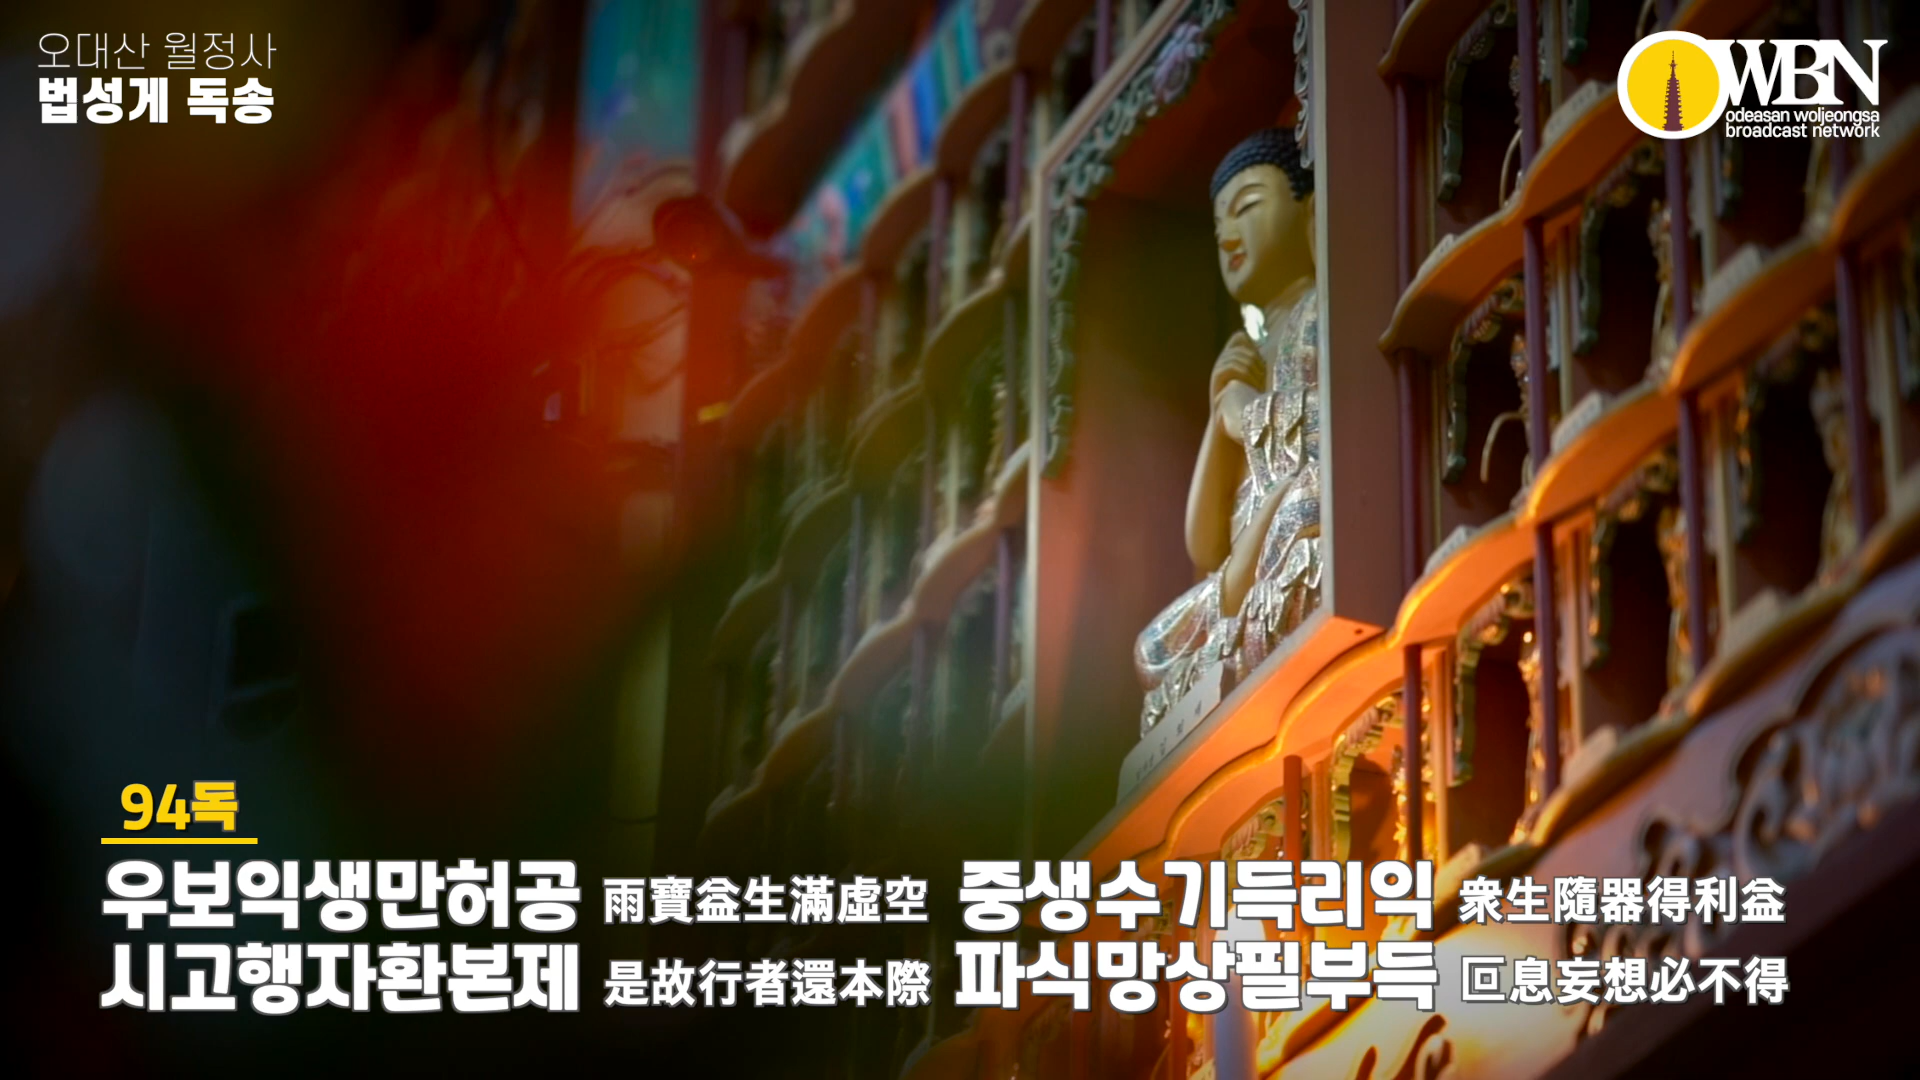 오대산 월정사
법성게 독송
WBN
odeasan woljeongsa
broadcast network
94독
우보익생만허공 雨寶益生滿虛空 중생수기득리익 衆生隨器得利益
시고행자환본제 是故行者還本際 파식망상필부득 叵息妄想必不得